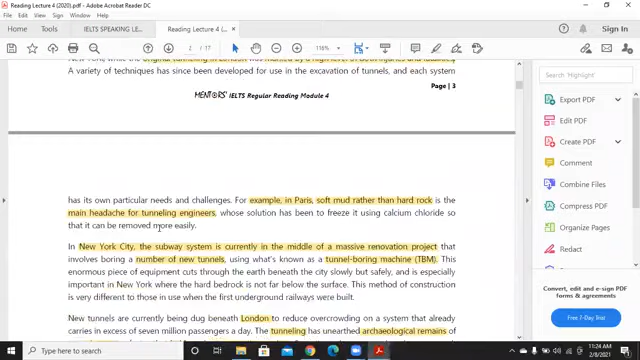 Reading Lecture 4 (2020).pdf - Adobe Acrobat Reader DC
File Edit View Sign Window Help
Home Tools IELTS SPEAKING LE... Reading Lecture 4 (... × Sign In
2 / 17 116%
A variety of techniques has since been developed for use in the excavation of tunnels, and each system
Page | 3
MENTORS' IELTS Regular Reading Module 4
has its own particular needs and challenges. For example, in Paris, soft mud rather than hard rock is the
main headache for tunneling engineers, whose solution has been to freeze it using calcium chloride so
that it can be removed more easily.
In New York City, the subway system is currently in the middle of a massive renovation project that
involves boring a number of new tunnels, using what's known as a tunnel-boring machine (TBM). This
enormous piece of equipment cuts through the earth beneath the city slowly but safely, and is especially
important in New York where the hard bedrock is not far below the surface. This method of construction
is very different to those in use when the first underground railways were built.
New tunnels are currently being dug beneath London to reduce overcrowding on a system that already
carries in excess of seven million passengers a day. The tunneling has unearthed archaeological remains of
Search 'Highlight'
Export PDF
Edit PDF
Create PDF
Comment
Combine Files
Compress PDF
Organize Pages
Redact
Convert, edit and e-sign PDF
forms & agreements
Free 7-Day Trial
Type here to search
11:24 AM
2/8/2021